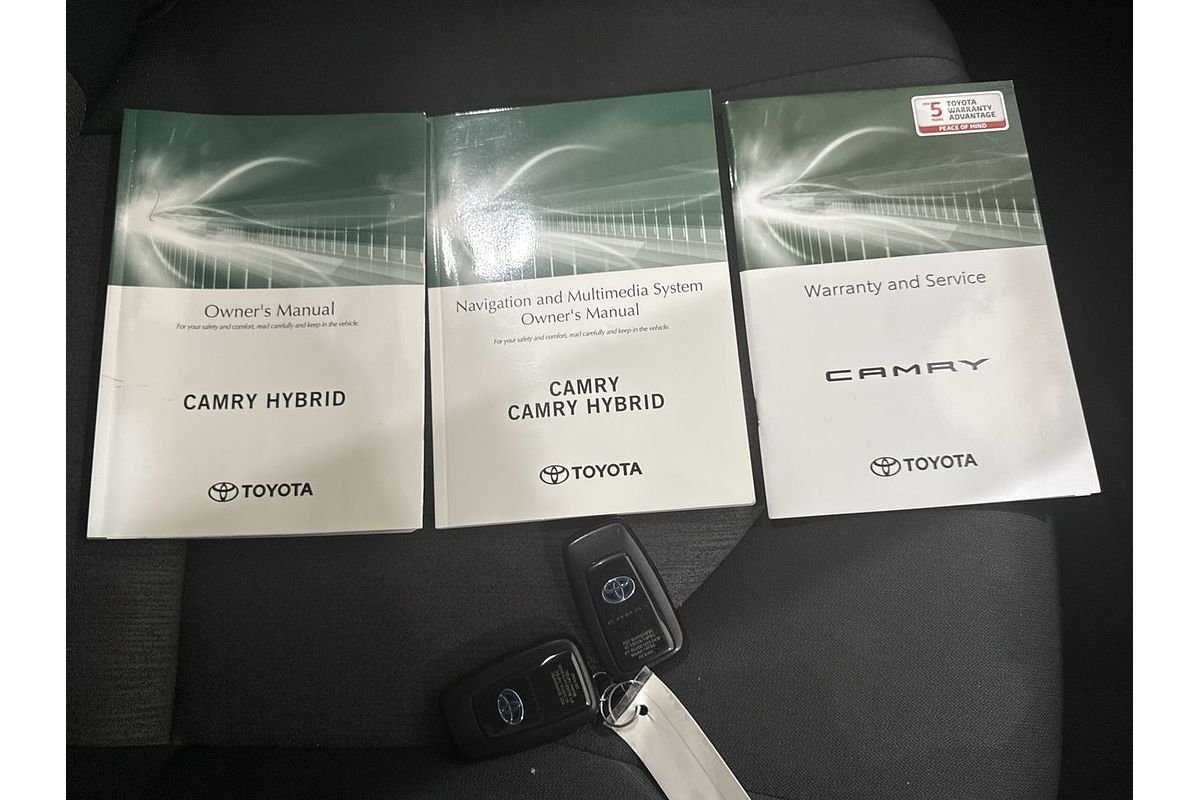 Owner's Manual
For your safety and comfort, read carefully and keep in the vehicle.
CAMRY HYBRID
TOYOTA
Navigation and Multimedia System
Owner's Manual
For your safety and comfort, read carefully and keep in the vehicle.
CAMRY
CAMRY HYBRID
TOYOTA
5
YEARS
TOYOTA
WARRANTY
ADVANTAGE
PEACE OF MIND
Warranty and Service
CAMRY
TOYOTA
CAMRY